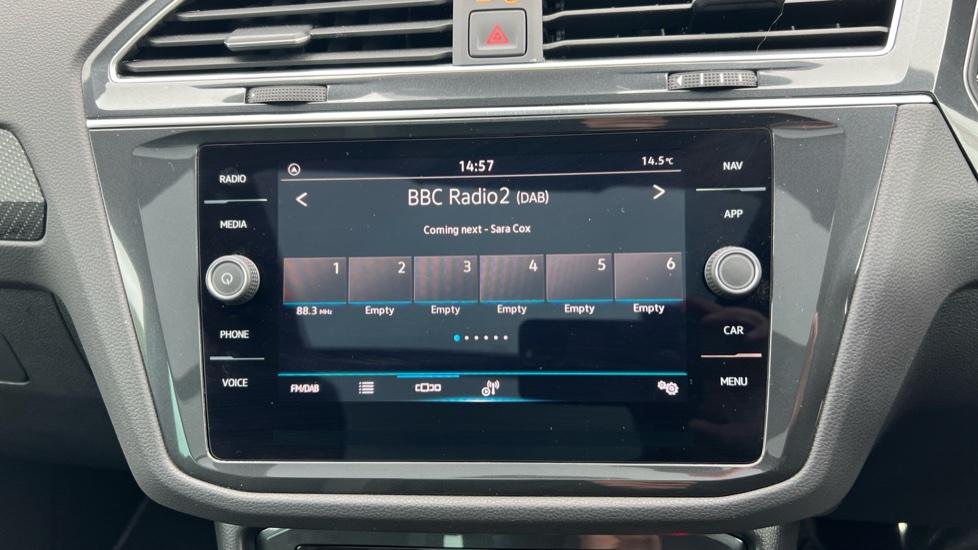 14:57
14.5°C
RADIO
MEDIA
PHONE
VOICE
BBC Radio2 (DAB)
Coming next - Sara Cox
1
2
3
4
5
6
88.3 MHz
Empty
Empty
Empty
Empty
Empty
FM/DAB
NAV
APP
CAR
MENU